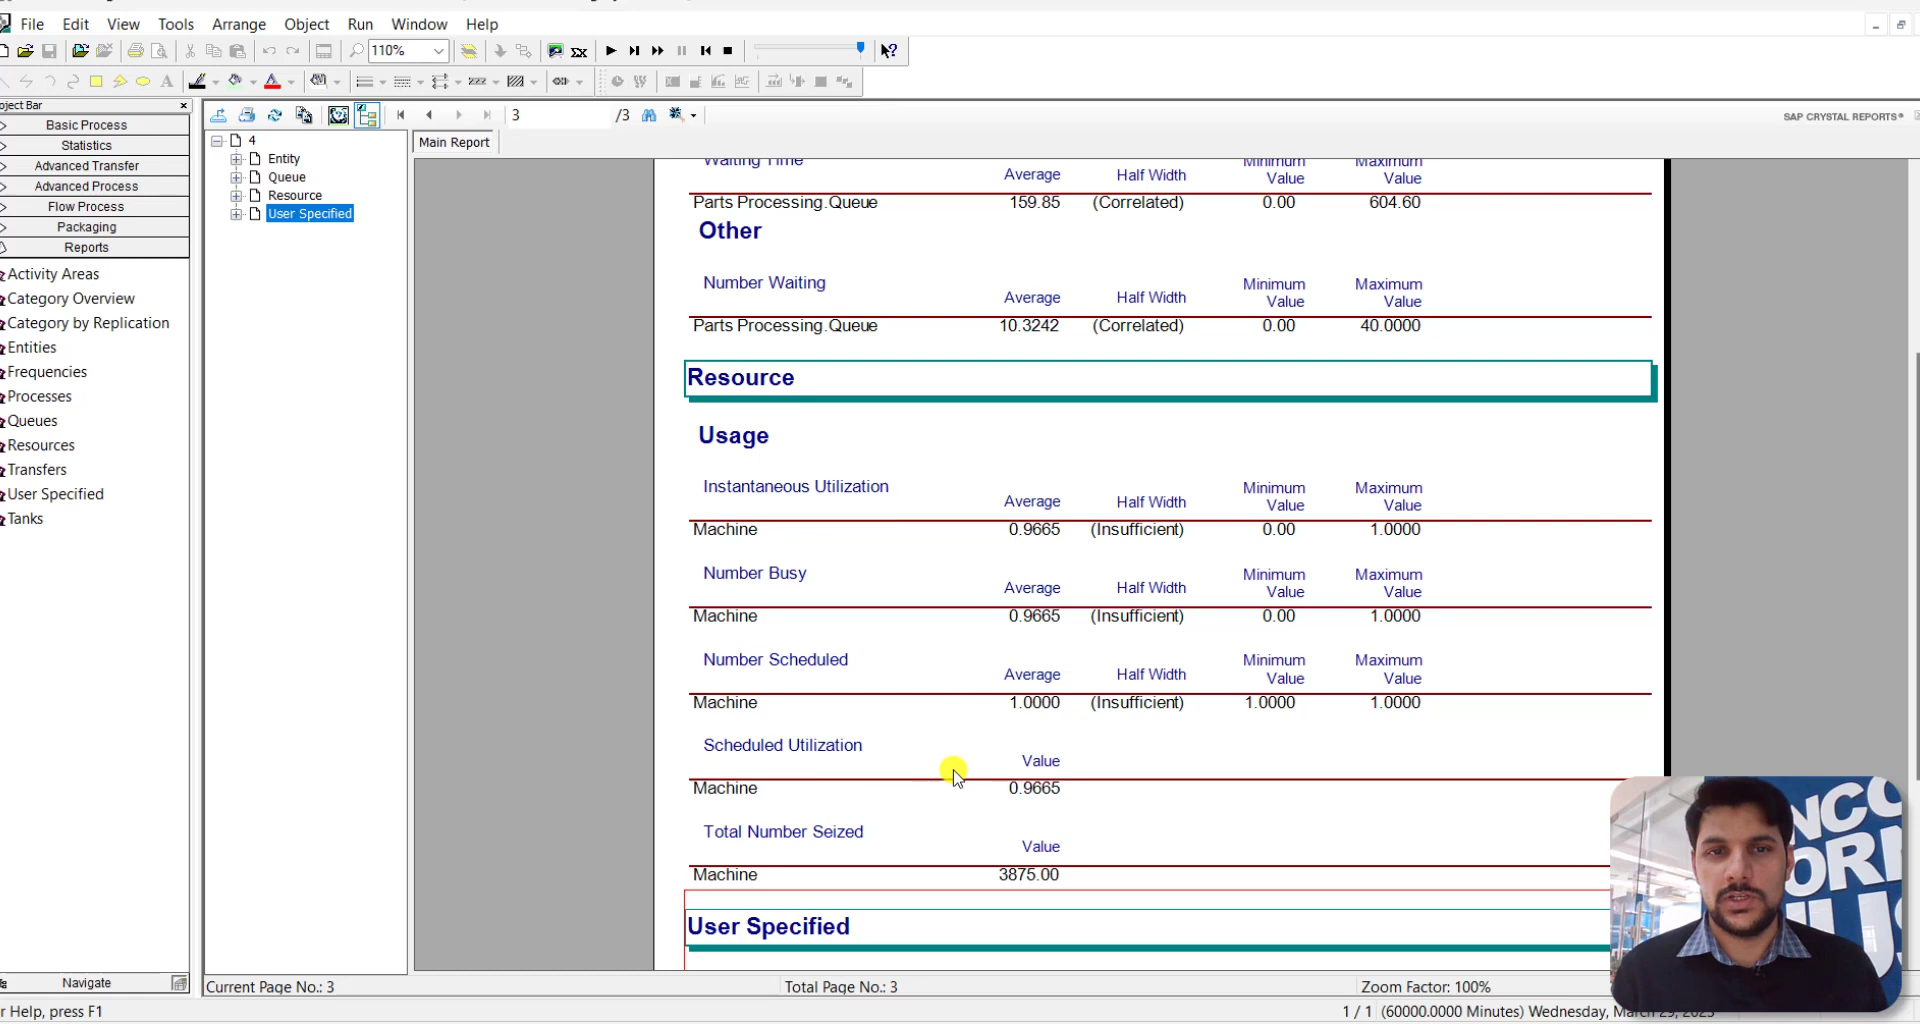 File Edit View Tools Arrange Object Run Window Help
110%
oject Bar
Basic Process
Statistics
Advanced Transfer
Advanced Process
Flow Process
Packaging
Reports
Activity Areas
Category Overview
Category by Replication
Entities
Frequencies
Processes
Queues
Resources
Transfers
User Specified
Tanks
Navigate
3 /3
SAP CRYSTAL REPORTS®
4
Entity
Queue
Resource
User Specified
Main Report
Waiting Time
Average Half Width Minimum Value Maximum Value
Parts Processing.Queue 159.85 (Correlated) 0.00 604.60
Other
Number Waiting
Average Half Width Minimum Value Maximum Value
Parts Processing.Queue 10.3242 (Correlated) 0.00 40.0000
Resource
Usage
Instantaneous Utilization
Average Half Width Minimum Value Maximum Value
Machine 0.9665 (Insufficient) 0.00 1.0000
Number Busy
Average Half Width Minimum Value Maximum Value
Machine 0.9665 (Insufficient) 0.00 1.0000
Number Scheduled
Average Half Width Minimum Value Maximum Value
Machine 1.0000 (Insufficient) 1.0000 1.0000
Scheduled Utilization
Value
Machine 0.9665
Total Number Seized
Value
Machine 3875.00
User Specified
Current Page No.: 3 Total Page No.: 3 Zoom Factor: 100%
r Help, press F1 1 / 1 (60000.0000 Minutes) Wednesday, March 29,